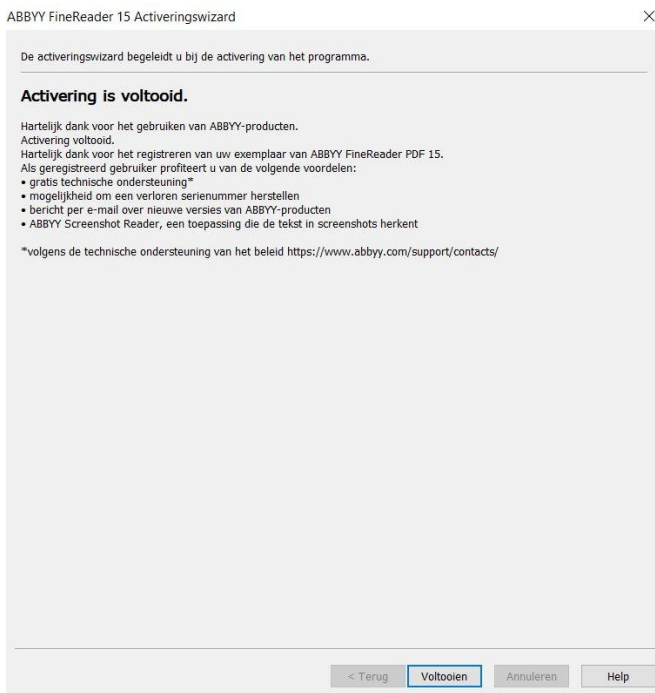 ABBYY FineReader 15 Activeringswizard
De activeringswizard begeleidt u bij de activering van het programma.
Activering is voltooid.
Hartelijk dank voor het gebruiken van ABBYY-producten.
Activering voltooid.
Hartelijk dank voor het registreren van uw exemplaar van ABBYY FineReader PDF 15.
Als geregistreerd gebruiker profiteert u van de volgende voordelen:
• gratis technische ondersteuning*
• mogelijkheid om een verloren serienummer herstellen
• bericht per e-mail over nieuwe versies van ABBYY-producten
• ABBYY Screenshot Reader, een toepassing die de tekst in screenshots herkent
*volgens de technische ondersteuning van het beleid https://www.abbyy.com/support/contacts/
< Terug Voltooien Annuleren Help